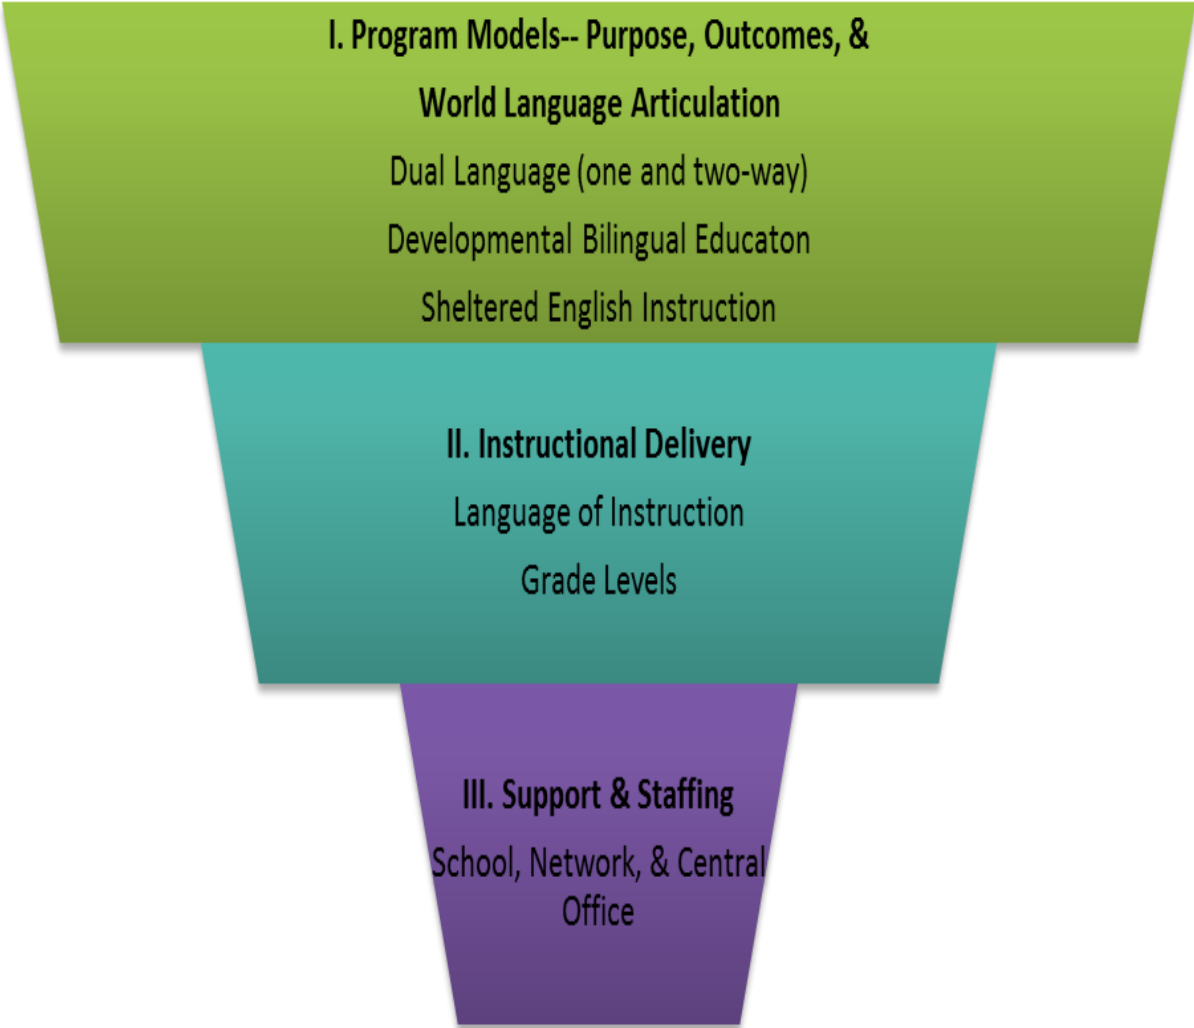 I. Program Models-- Purpose, Outcomes, &
World Language Articulation
Dual Language (one and two-way)
Developmental Bilingual Educaton
Sheltered English Instruction
II. Instructional Delivery
Language of Instruction
Grade Levels
III. Support & Staffing
School, Network, & Central
Office